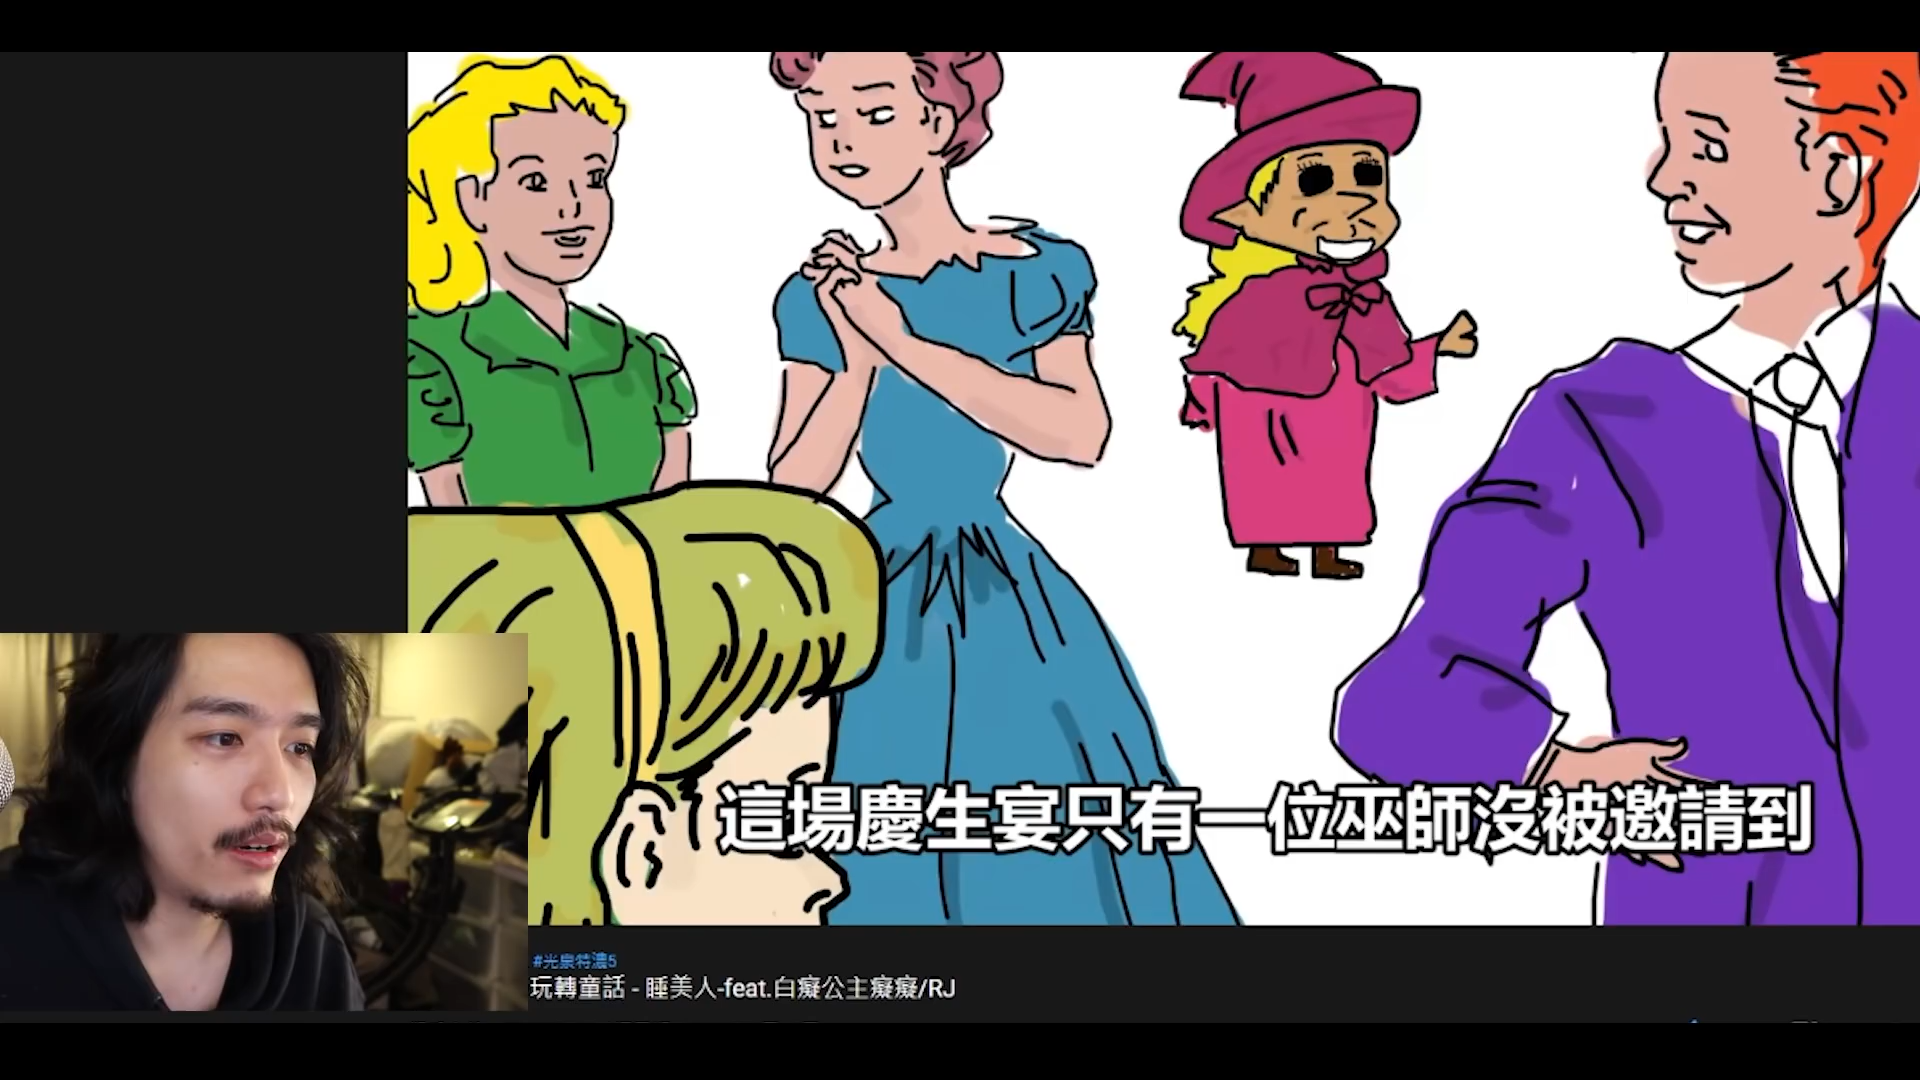 這場慶生宴只有一位巫師沒被邀請到
#光泉特濃5
玩轉童話 - 睡美人-feat.白癡公主癡癡/RJ